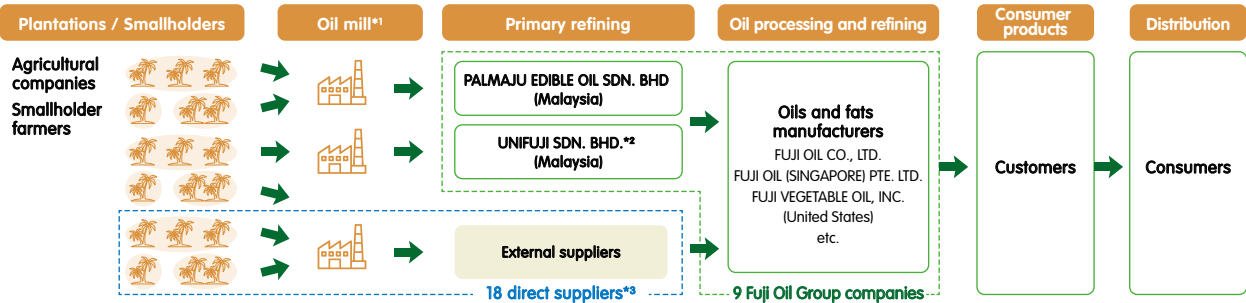 Plantations / Smallholders
Oil mill*1
Primary refining
Oil processing and refining
Consumer
products
Distribution
Agricultural
companies
Smallholder
farmers
PALMAJU EDIBLE OIL SDN. BHD
(Malaysia)
UNIFUJI SDN. BHD.*2
(Malaysia)
External suppliers
18 direct suppliers*3
Oils and fats
manufacturers
FUJI OIL CO., LTD.
FUJI OIL (SINGAPORE) PTE. LTD.
FUJI VEGETABLE OIL, INC.
(United States)
etc.
9 Fuji Oil Group companies
Customers
Consumers